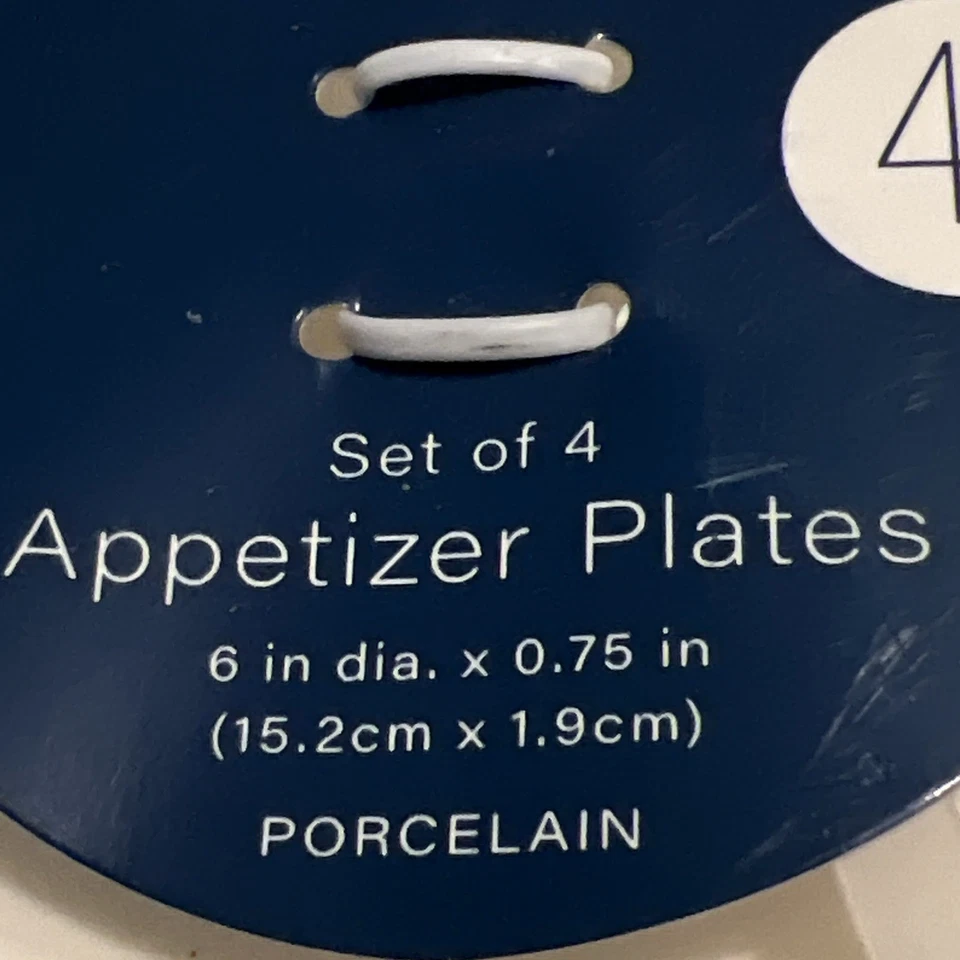 4
Set of 4
Appetizer Plates
6 in dia. x 0.75 in
(15.2cm x 1.9cm)
PORCELAIN